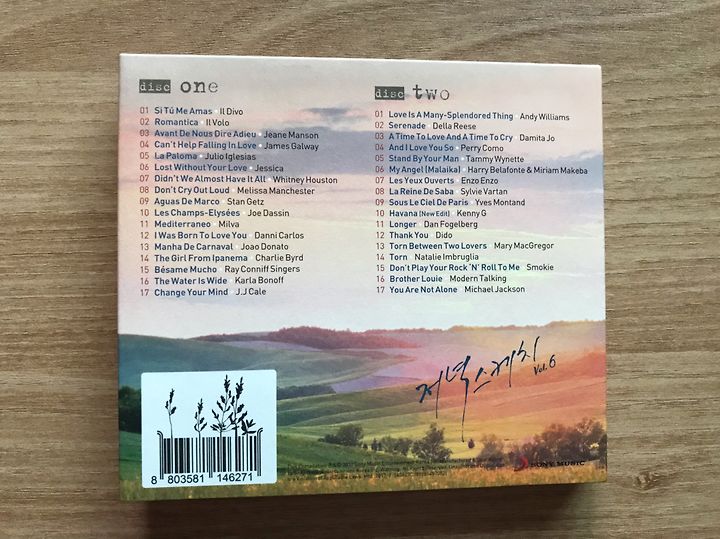 disc one
01 Si Tú Me Amas • Il Divo
02 Romantica • Il Volo
03 Avant De Nous Dire Adieu • Jeane Manson
04 Can't Help Falling In Love • James Galway
05 La Paloma • Julio Iglesias
06 Lost Without Your Love • Jessica
07 Didn't We Almost Have It All • Whitney Houston
08 Don't Cry Out Loud • Melissa Manchester
09 Aguas De Marco • Stan Getz
10 Les Champs-Elysées • Joe Dassin
11 Mediterraneo • Milva
12 I Was Born To Love You • Danni Carlos
13 Manha De Carnaval • Joao Donato
14 The Girl From Ipanema • Charlie Byrd
15 Bésame Mucho • Ray Conniff Singers
16 The Water Is Wide • Karla Bonoff
17 Change Your Mind • J.J Cale
disc two
01 Love Is A Many-Splendored Thing • Andy Williams
02 Serenade • Della Reese
03 A Time To Love And A Time To Cry • Damita Jo
04 And I Love You So • Perry Como
05 Stand By Your Man • Tammy Wynette
06 My Angel (Malaika) • Harry Belafonte & Miriam Makeba
07 Les Yeux Ouverts • Enzo Enzo
08 La Reine De Saba • Sylvie Vartan
09 Sous Le Ciel De Paris • Yves Montand
10 Havana [New Edit] • Kenny G
11 Longer • Dan Fogelberg
12 Thank You • Dido
13 Torn Between Two Lovers • Mary MacGregor
14 Torn • Natalie Imbruglia
15 Don't Play Your Rock 'N' Roll To Me • Smokie
16 Brother Louie • Modern Talking
17 You Are Not Alone • Michael Jackson
저녁스케치 Vol.6
8 803581 146271
SONY MUSIC